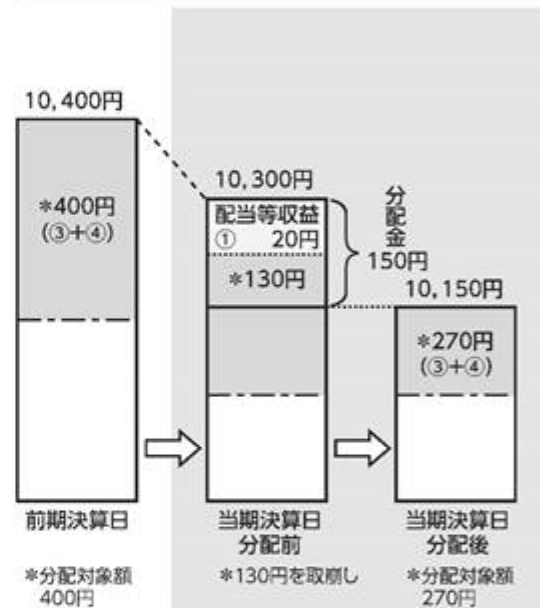 10,400円
*400円
(③+④)
前期決算日
*分配対象額
400円
10,300円
配当等収益
① 20円
*130円
分配金
150円
当期決算日
分配前
*130円を取崩し
10,150円
*270円
(③+④)
当期決算日
分配後
*分配対象額
270円